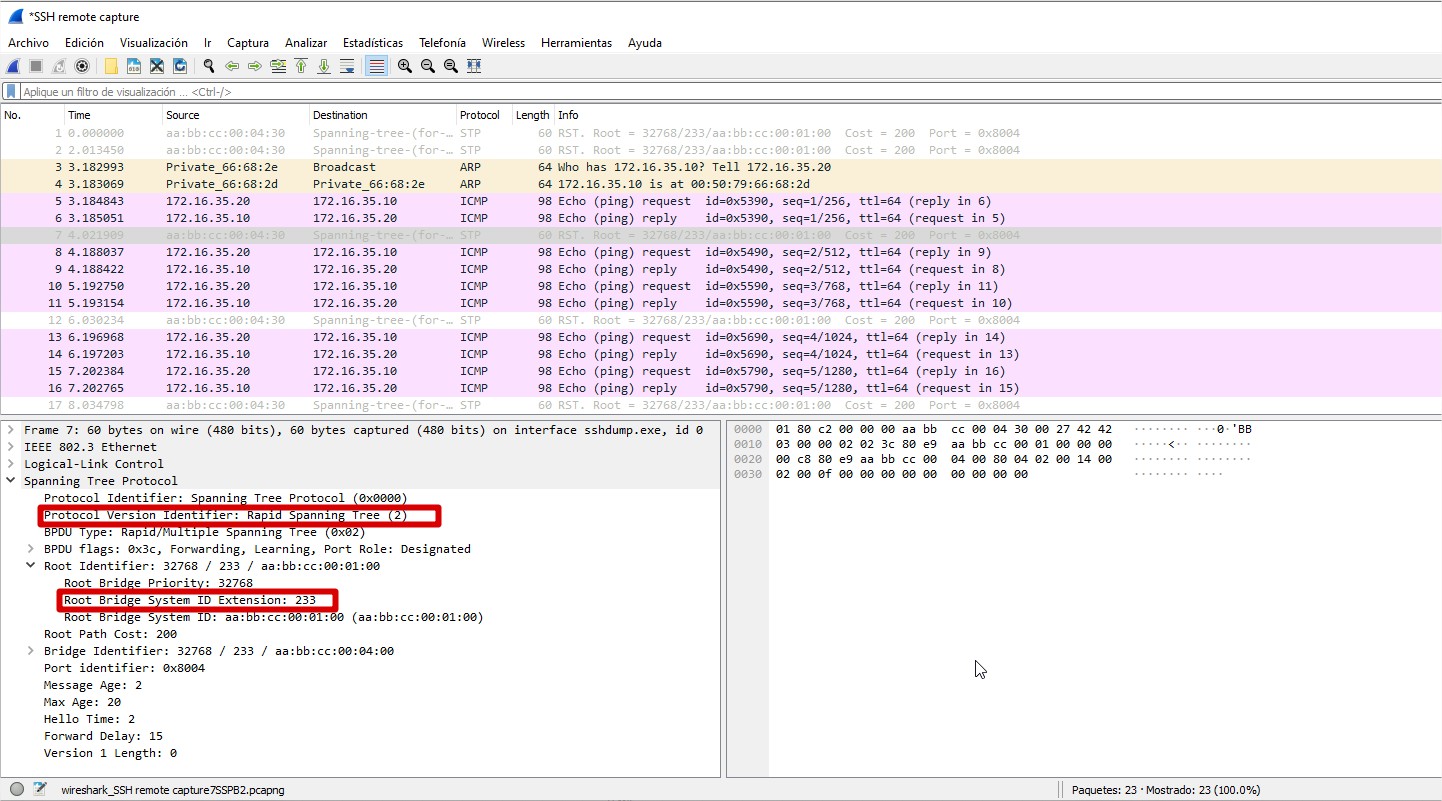 *SSH remote capture
Archivo Edición Visualización Ir Captura Analizar Estadísticas Telefonía Wireless Herramientas Ayuda
Aplique un filtro de visualización ... <Ctrl-/>
No. Time Source Destination Protocol Length Info
1 0.000000 aa:bb:cc:00:04:30 Spanning-tree-(for-… STP 60 RST. Root = 32768/233/aa:bb:cc:00:01:00 Cost = 200 Port = 0x8004
2 2.013450 aa:bb:cc:00:04:30 Spanning-tree-(for-… STP 60 RST. Root = 32768/233/aa:bb:cc:00:01:00 Cost = 200 Port = 0x8004
3 3.182993 Private_66:68:2e Broadcast ARP 64 Who has 172.16.35.10? Tell 172.16.35.20
4 3.183069 Private_66:68:2d Private_66:68:2e ARP 64 172.16.35.10 is at 00:50:79:66:68:2d
5 3.184843 172.16.35.20 172.16.35.10 ICMP 98 Echo (ping) request id=0x5390, seq=1/256, ttl=64 (reply in 6)
6 3.185051 172.16.35.10 172.16.35.20 ICMP 98 Echo (ping) reply id=0x5390, seq=1/256, ttl=64 (request in 5)
7 4.021909 aa:bb:cc:00:04:30 Spanning-tree-(for-… STP 60 RST. Root = 32768/233/aa:bb:cc:00:01:00 Cost = 200 Port = 0x8004
8 4.188037 172.16.35.20 172.16.35.10 ICMP 98 Echo (ping) request id=0x5490, seq=2/512, ttl=64 (reply in 9)
9 4.188422 172.16.35.10 172.16.35.20 ICMP 98 Echo (ping) reply id=0x5490, seq=2/512, ttl=64 (request in 8)
10 5.192750 172.16.35.20 172.16.35.10 ICMP 98 Echo (ping) request id=0x5590, seq=3/768, ttl=64 (reply in 11)
11 5.193154 172.16.35.10 172.16.35.20 ICMP 98 Echo (ping) reply id=0x5590, seq=3/768, ttl=64 (request in 10)
12 6.030234 aa:bb:cc:00:04:30 Spanning-tree-(for-… STP 60 RST. Root = 32768/233/aa:bb:cc:00:01:00 Cost = 200 Port = 0x8004
13 6.196968 172.16.35.20 172.16.35.10 ICMP 98 Echo (ping) request id=0x5690, seq=4/1024, ttl=64 (reply in 14)
14 6.197203 172.16.35.10 172.16.35.20 ICMP 98 Echo (ping) reply id=0x5690, seq=4/1024, ttl=64 (request in 13)
15 7.202384 172.16.35.20 172.16.35.10 ICMP 98 Echo (ping) request id=0x5790, seq=5/1280, ttl=64 (reply in 16)
16 7.202765 172.16.35.10 172.16.35.20 ICMP 98 Echo (ping) reply id=0x5790, seq=5/1280, ttl=64 (request in 15)
17 8.034798 aa:bb:cc:00:04:30 Spanning-tree-(for-… STP 60 RST. Root = 32768/233/aa:bb:cc:00:01:00 Cost = 200 Port = 0x8004
Frame 7: 60 bytes on wire (480 bits), 60 bytes captured (480 bits) on interface sshdump.exe, id 0
IEEE 802.3 Ethernet
Logical-Link Control
Spanning Tree Protocol
Protocol Identifier: Spanning Tree Protocol (0x0000)
Protocol Version Identifier: Rapid Spanning Tree (2)
BPDU Type: Rapid/Multiple Spanning Tree (0x02)
BPDU flags: 0x3c, Forwarding, Learning, Port Role: Designated
Root Identifier: 32768 / 233 / aa:bb:cc:00:01:00
Root Bridge Priority: 32768
Root Bridge System ID Extension: 233
Root Bridge System ID: aa:bb:cc:00:01:00 (aa:bb:cc:00:01:00)
Root Path Cost: 200
Bridge Identifier: 32768 / 233 / aa:bb:cc:00:04:00
Port identifier: 0x8004
Message Age: 2
Max Age: 20
Hello Time: 2
Forward Delay: 15
Version 1 Length: 0
0000 01 80 c2 00 00 00 aa bb cc 00 04 30 00 27 42 42 ········ ···0·'BB
0010 03 00 00 02 02 3c 80 e9 aa bb cc 00 01 00 00 00 ·····<·· ········
0020 00 c8 80 e9 aa bb cc 00 04 00 80 04 02 00 14 00 ········ ········
0030 02 00 0f 00 00 00 00 00 00 00 00 00 ········ ····
wireshark_SSH remote capture7SSPB2.pcapng
Paquetes: 23 · Mostrado: 23 (100.0%)